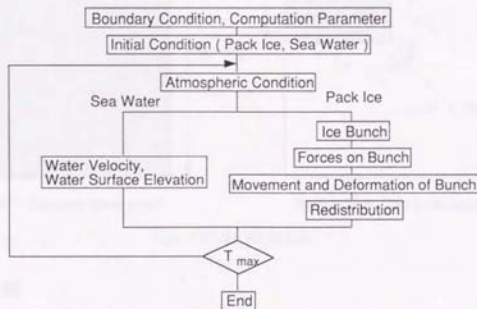 Boundary Condition, Computation Parameter
Initial Condition ( Pack Ice, Sea Water )
Atmospheric Condition
Sea Water
Pack Ice
Ice Bunch
Forces on Bunch
Water Velocity,
Water Surface Elevation
Movement and Deformation of Bunch
Redistribution
T max
End